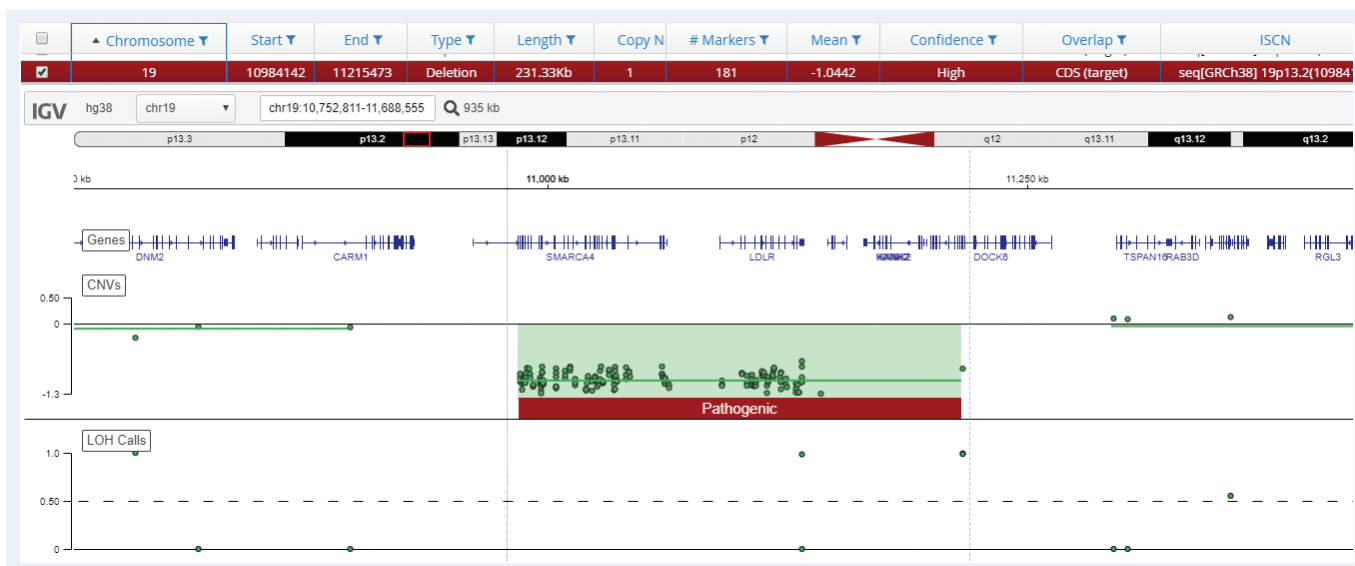 Chromosome Start End Type Length Copy N # Markers Mean Confidence Overlap ISCN
19 10984142 11215473 Deletion 231.33Kb 1 181 -1.0442 High CDS (target) seq[GRCh38] 19p13.2(10984
IGV hg38 chr19 chr19:10,752,811-11,688,555 935 kb
p13.3 p13.2 p13.13 p13.12 p13.11 p12 q12 q13.11 q13.12 q13.2
kb 11,000 kb 11,250 kb
Genes
DNM2 CARM1 SMARCA4 LDLR DOCK6 TSPAN16 RAB3D RGL3
CNVs
0.50
0
-1.3
Pathogenic
LOH Calls
1.0
0.50
0